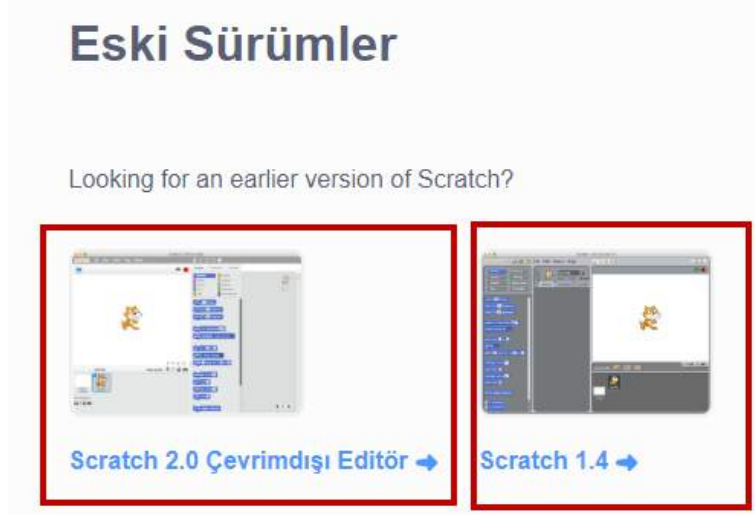 Eski Sürümler
Looking for an earlier version of Scratch?
Scratch 2.0 Çevrimdışı Editör ➜
Scratch 1.4 ➜